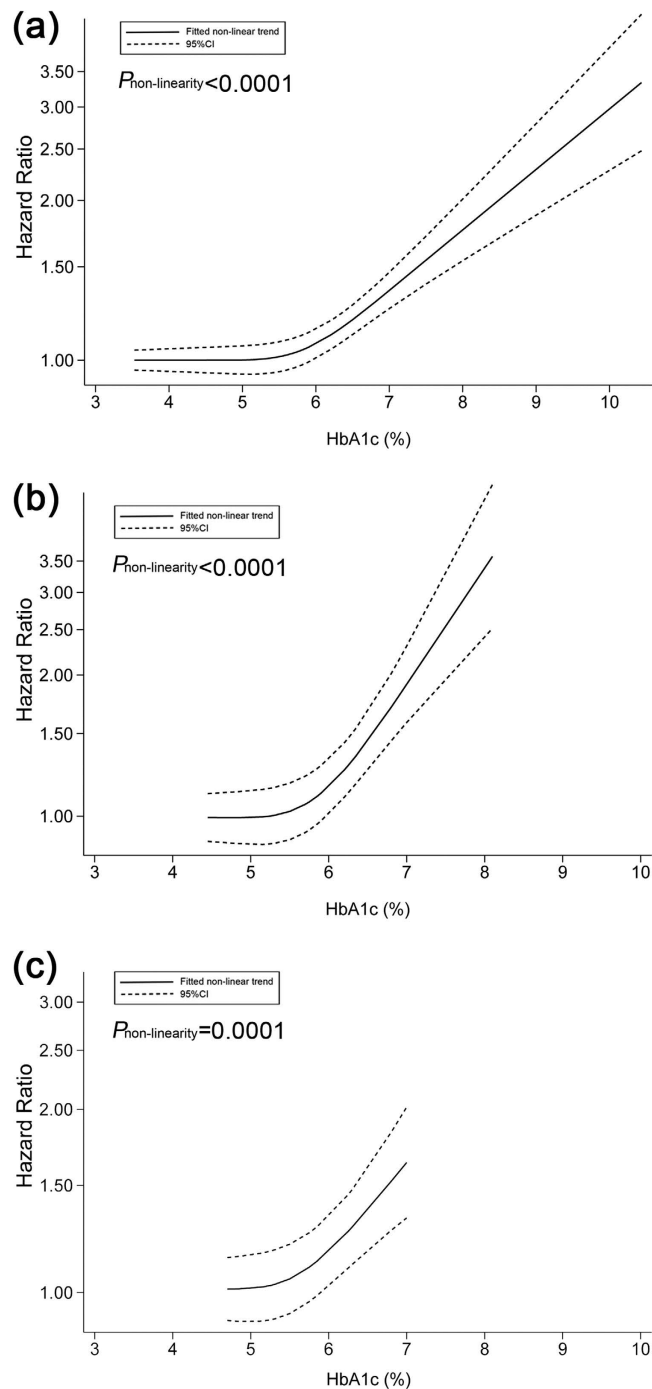 (a)
Fitted non-linear trend
95%CI
Pnon-linearity<0.0001
Hazard Ratio
3.50
3.00
2.50
2.00
1.50
1.00
3 4 5 6 7 8 9 10
HbA1c (%)
(b)
Fitted non-linear trend
95%CI
Pnon-linearity<0.0001
Hazard Ratio
3.50
3.00
2.50
2.00
1.50
1.00
3 4 5 6 7 8 9 10
HbA1c (%)
(c)
Fitted non-linear trend
95%CI
Pnon-linearity=0.0001
Hazard Ratio
3.00
2.50
2.00
1.50
1.00
3 4 5 6 7 8 9 10
HbA1c (%)